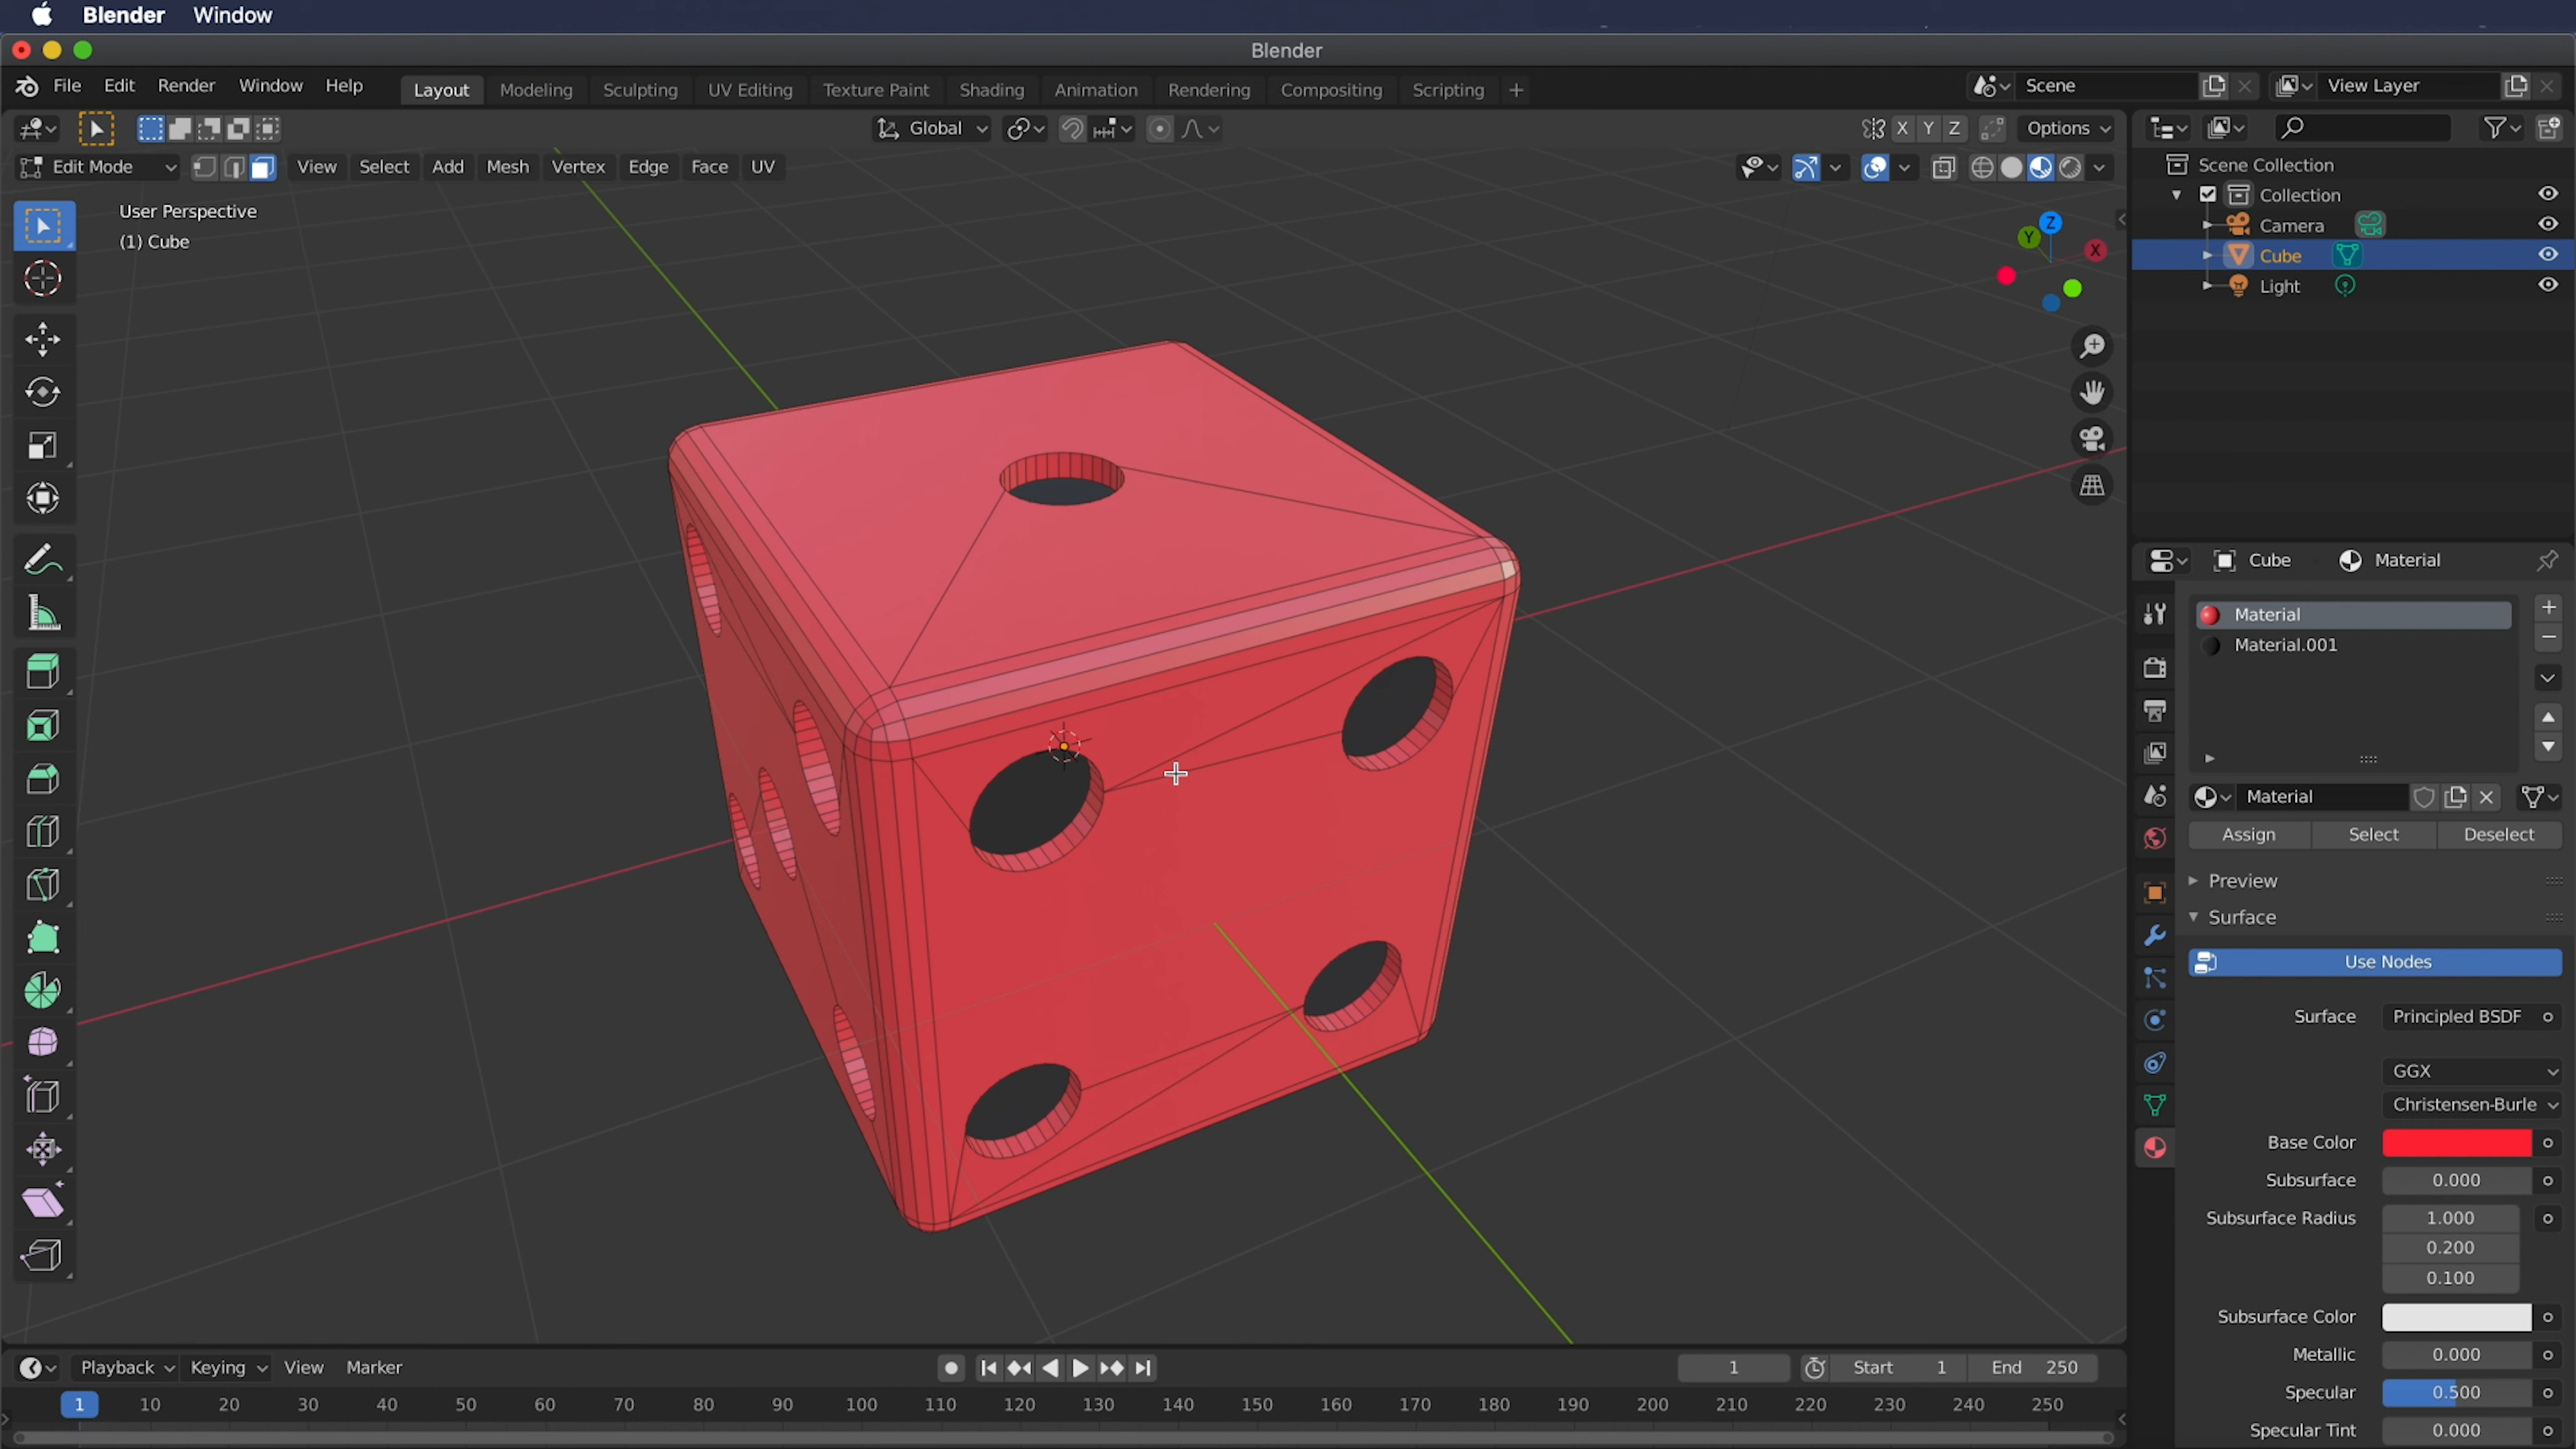 Blender Window
Blender
File Edit Render Window Help Layout Modeling Sculpting UV Editing Texture Paint Shading Animation Rendering Compositing Scripting + Scene View Layer
Global X Y Z Options
Edit Mode View Select Add Mesh Vertex Edge Face UV
User Perspective
(1) Cube
Z
Y
X
Scene Collection
Collection
Camera
Cube
Light
Cube Material
Material
Material.001
Material
Assign Select Deselect
Preview
Surface
Use Nodes
Surface Principled BSDF
GGX
Christensen-Burle
Base Color
Subsurface 0.000
Subsurface Radius 1.000
0.200
0.100
Subsurface Color
Metallic 0.000
Specular 0.500
Specular Tint 0.000
Playback Keying View Marker 1 Start 1 End 250
1 10 20 30 40 50 60 70 80 90 100 110 120 130 140 150 160 170 180 190 200 210 220 230 240 250